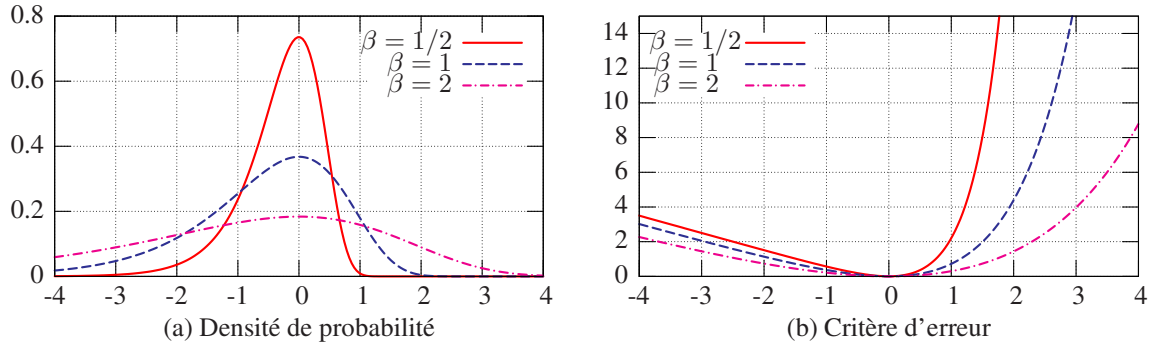 0.8
0.6
0.4
0.2
0
β = 1/2
β = 1
β = 2
-4 -3 -2 -1 0 1 2 3 4
(a) Densité de probabilité
14
12
10
8
6
4
2
0
β = 1/2
β = 1
β = 2
-4 -3 -2 -1 0 1 2 3 4
(b) Critère d'erreur